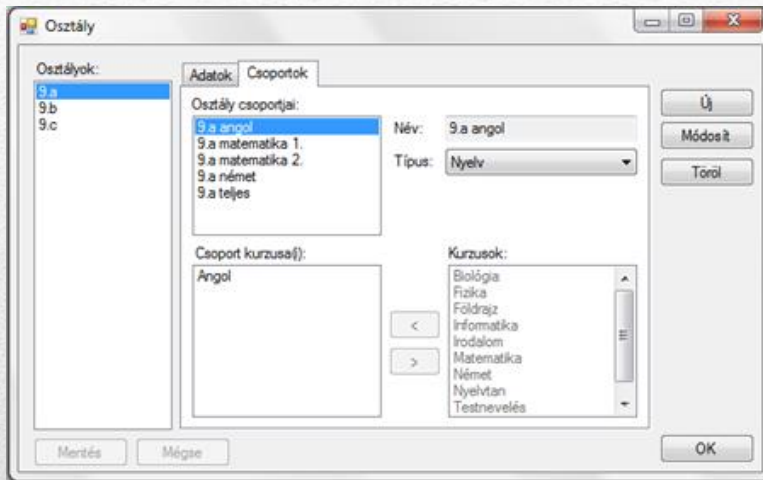 Osztály
Osztályok:
9.a
9.b
9.c
Adatok
Csoportok
Osztály csoportjai:
9.a angol
9.a matematika 1.
9.a matematika 2.
9.a német
9.a teljes
Név:
9.a angol
Típus:
Nyelv
Csoport kurzusa(i):
Angol
<
>
Kurzusok:
Biológia
Fizika
Földrajz
Informatika
Irodalom
Matematika
Német
Nyelvtan
Testnevelés
Új
Módosít
Töröl
Mentés
Mégse
OK